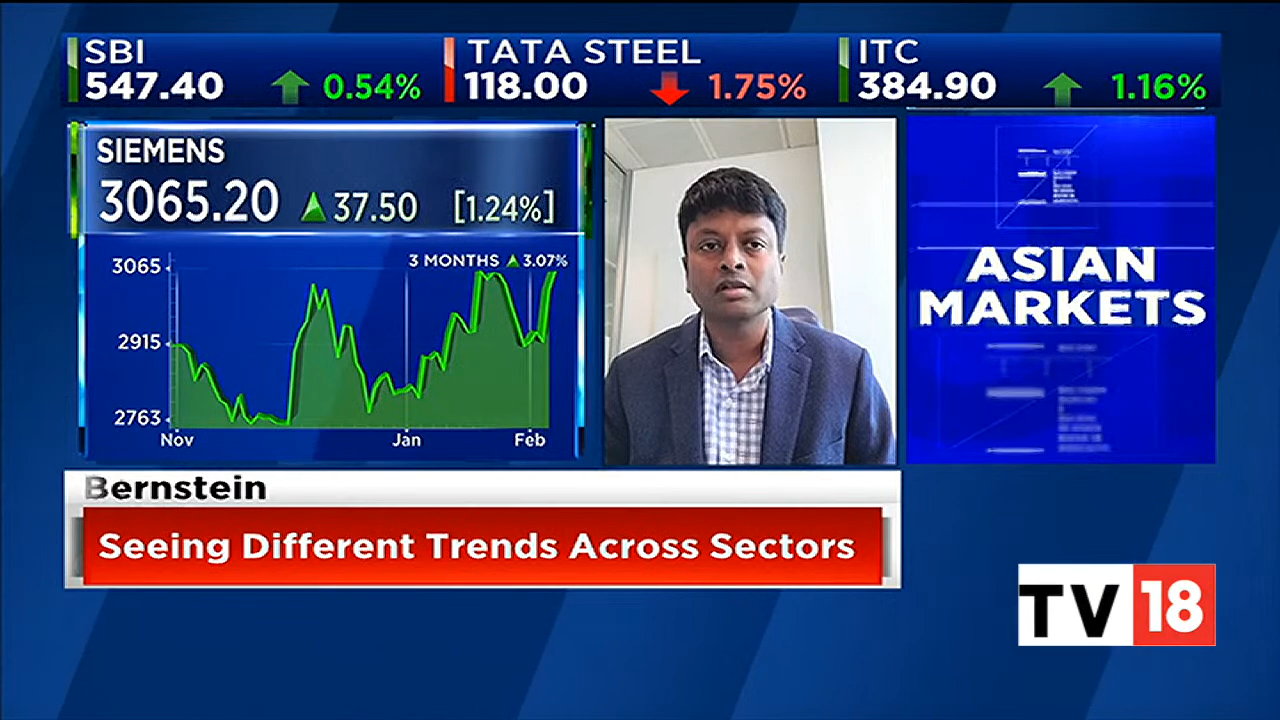 SBI
547.40 0.54%
TATA STEEL
118.00 1.75%
ITC
384.90 1.16%
SIEMENS
3065.20 37.50 [1.24%]
3 MONTHS 3.07%
3065
2915
2763
Nov Jan Feb
ASIAN
MARKETS
Bernstein
Seeing Different Trends Across Sectors
TV18